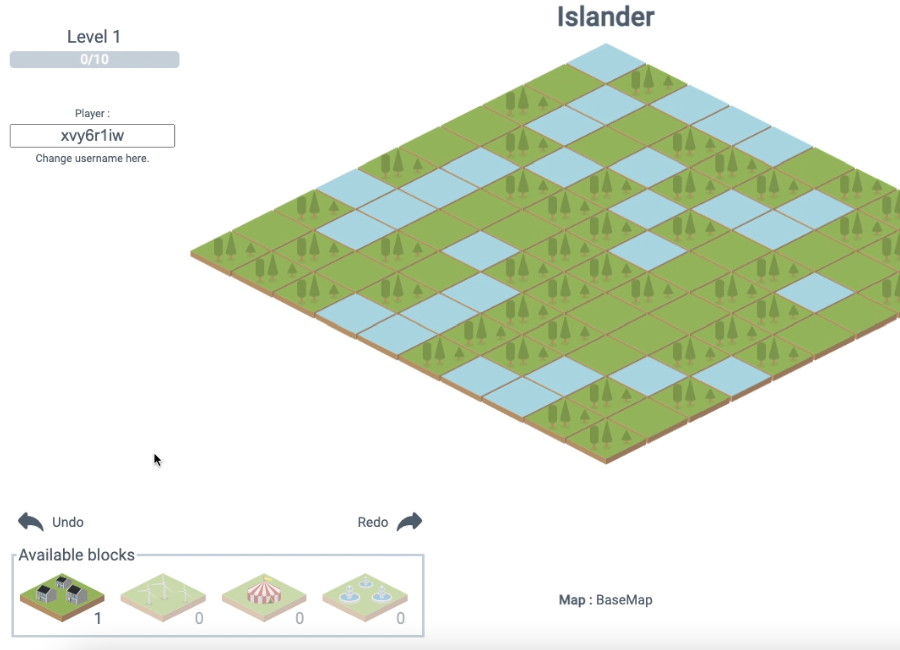 Islander
Level 1
0/10
Player :
xvy6r1iw
Change username here.
Undo
Redo
Available blocks
1
0
0
0
Map : BaseMap